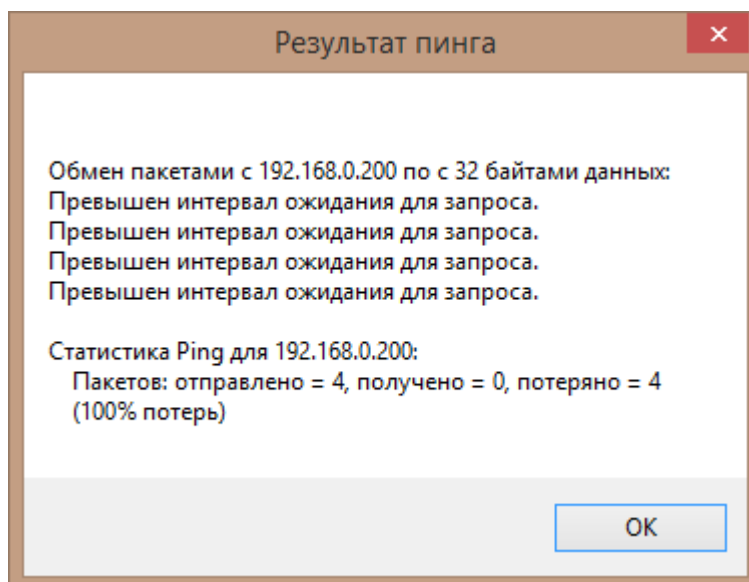 Результат пинга
Обмен пакетами с 192.168.0.200 по с 32 байтами данных:
Превышен интервал ожидания для запроса.
Превышен интервал ожидания для запроса.
Превышен интервал ожидания для запроса.
Превышен интервал ожидания для запроса.
Статистика Ping для 192.168.0.200:
Пакетов: отправлено = 4, получено = 0, потеряно = 4
(100% потерь)
ОК